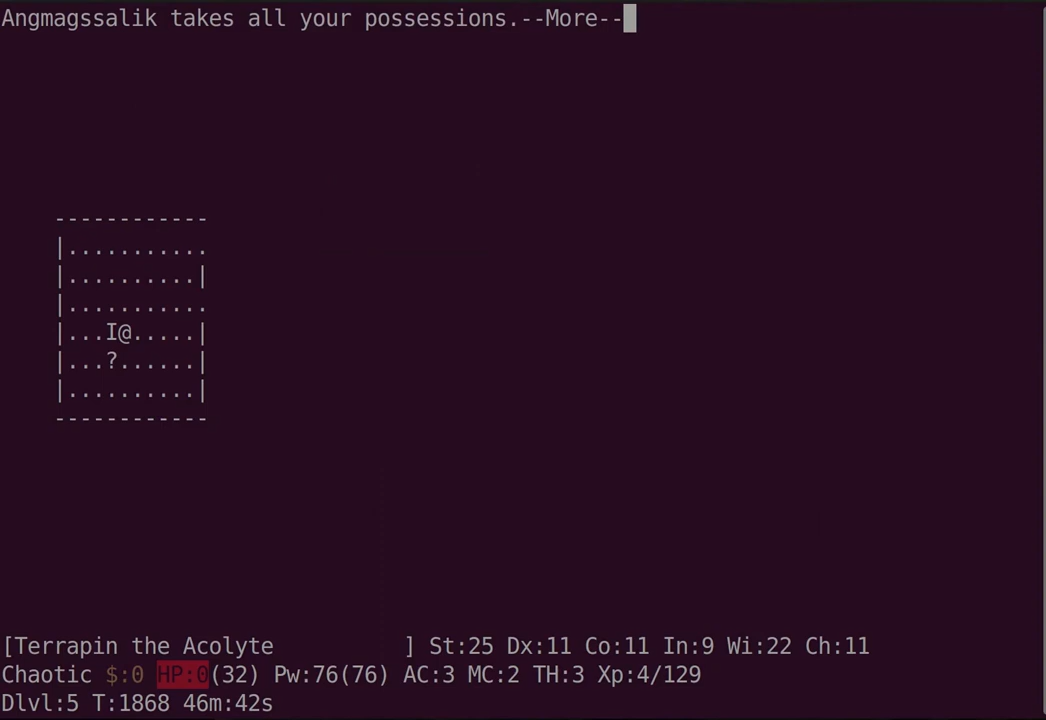 Angmagssalik takes all your possessions.--More--
------------
|...........
|..........|
|...........
|...I@.....|
|...?......|
|..........|
------------
[Terrapin the Acolyte          ] St:25 Dx:11 Co:11 In:9 Wi:22 Ch:11
Chaotic $:0 HP:0(32) Pw:76(76) AC:3 MC:2 TH:3 Xp:4/129
Dlvl:5 T:1868 46m:42s